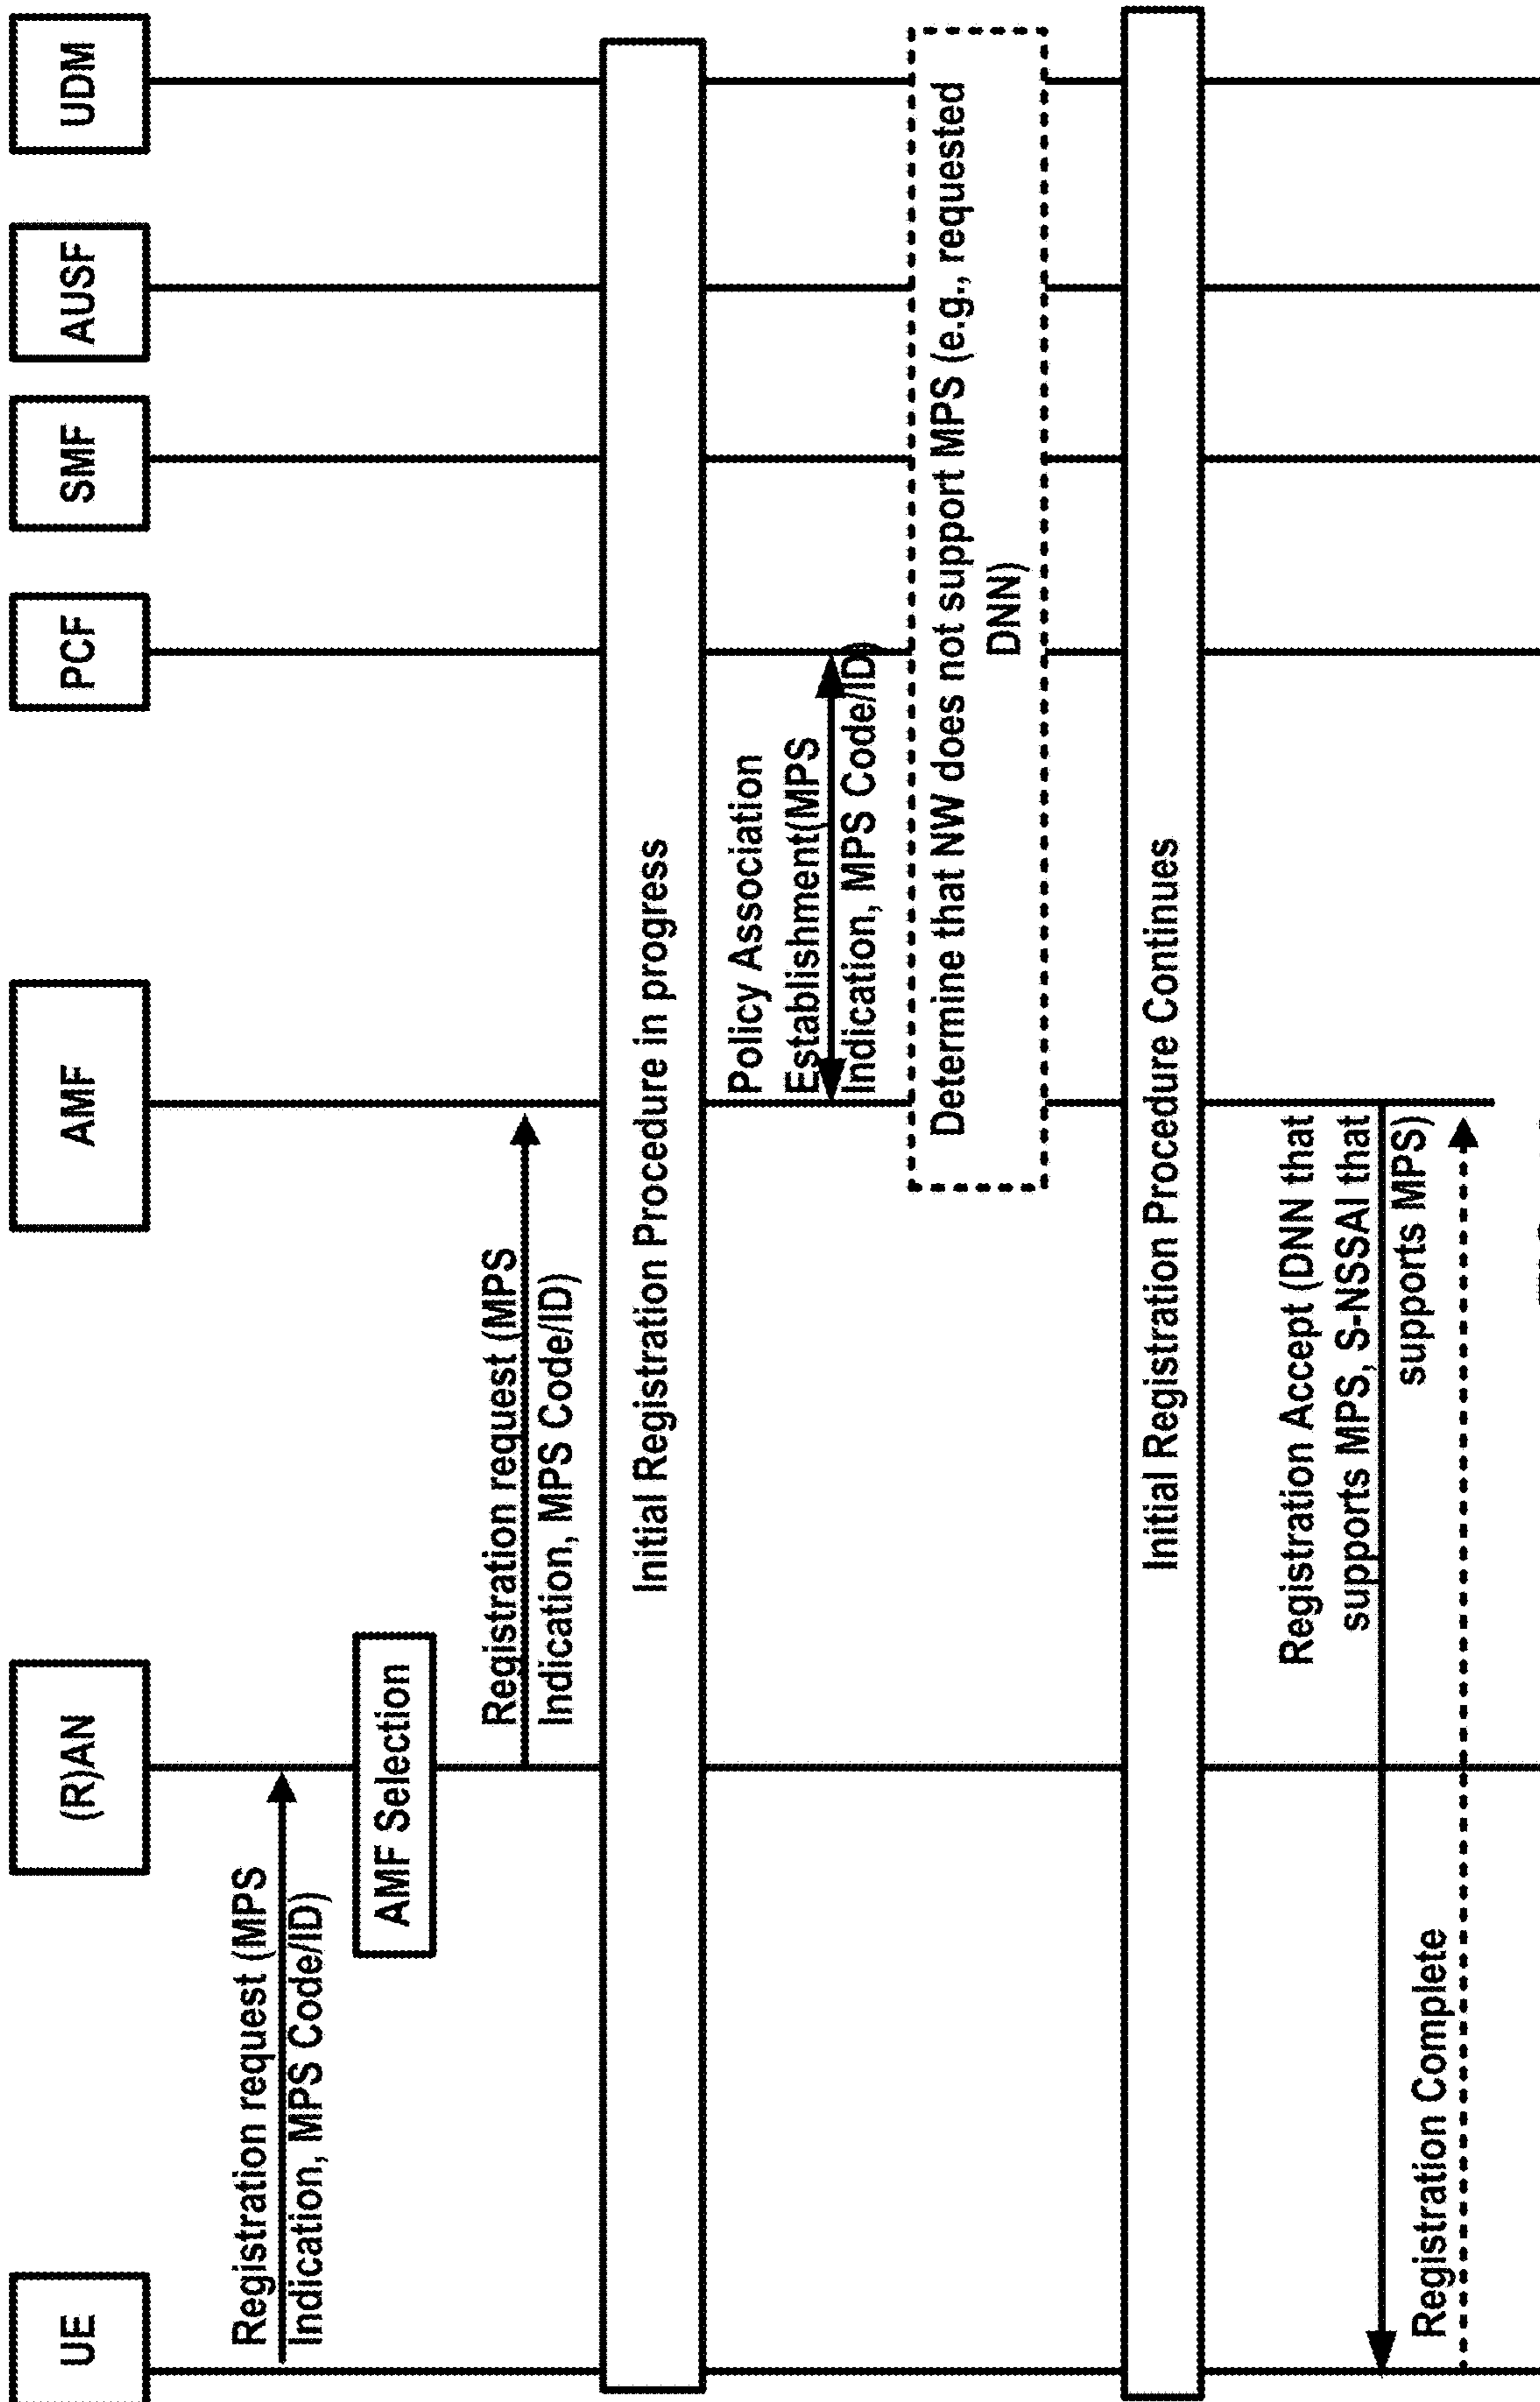 UE
(R)AN
AMF
PCF
SMF
AUSF
UDM
Registration request (MPS
Indication, MPS Code/ID)
AMF Selection
Registration request (MPS
Indication, MPS Code/ID)
Initial Registration Procedure in progress
Policy Association
Establishment(MPS
Indication, MPS Code/ID)
Determine that NW does not support MPS (e.g., requested
DNN)
Initial Registration Procedure Continues
Registration Accept (DNN that
supports MPS, S-NSSAI that
supports MPS)
Registration Complete